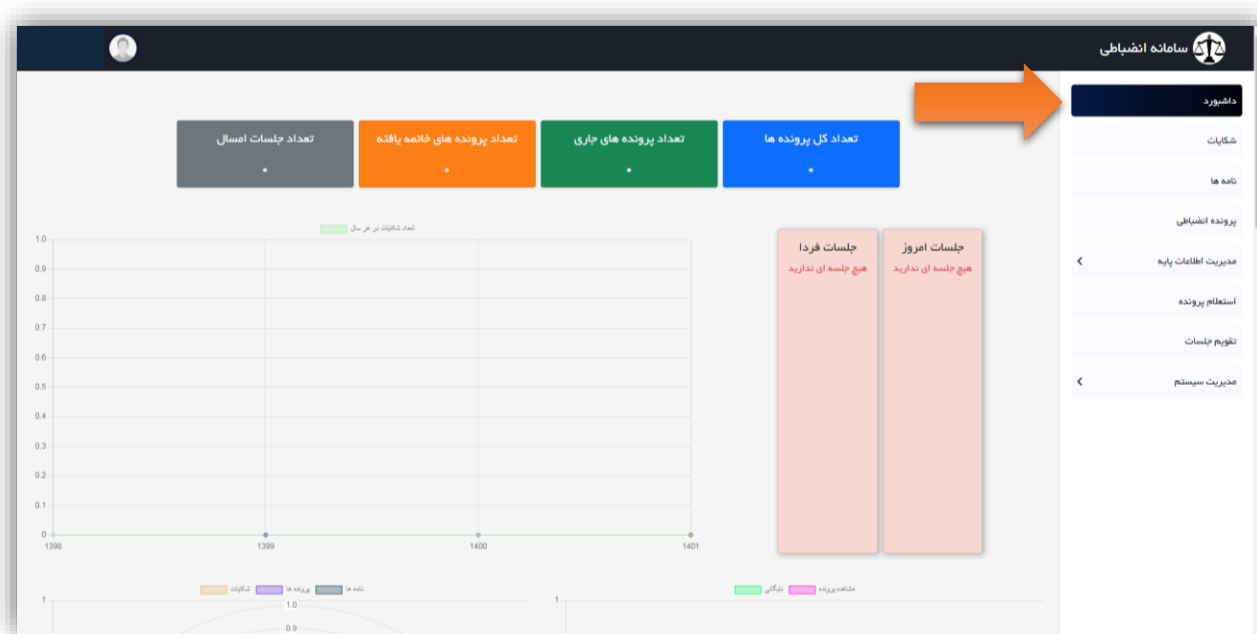 سامانه انضباطی
داشبورد
شکایات
نامه ها
پرونده انضباطی
مدیریت اطلاعات پایه
استعلام پرونده
تقویم جلسات
مدیریت سیستم
تعداد کل پرونده ها
۰
تعداد پرونده های جاری
۰
تعداد پرونده های خاتمه یافته
۰
تعداد جلسات امسال
۰
جلسات امروز
هیچ جلسه ای ندارید
جلسات فردا
هیچ جلسه ای ندارید
تعداد شکایات در هر سال
1.0
0.9
0.8
0.7
0.6
0.5
0.4
0.3
0.2
0.1
0
1398 1399 1400 1401
مشاهده پرونده بایگانی
1
نامه ها پرونده ها شکایات
1
1.0
0.9